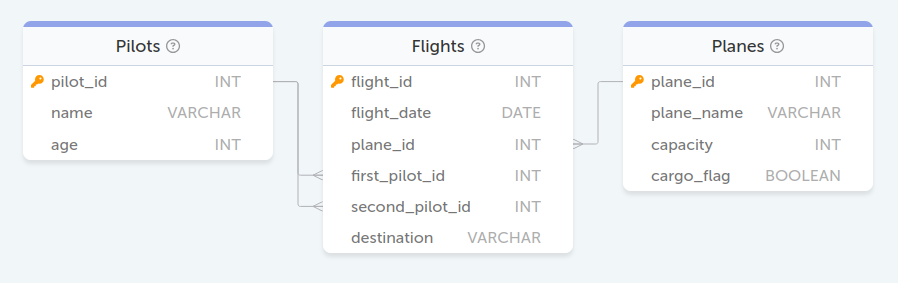 Pilots ?
pilot_id INT
name VARCHAR
age INT
Flights ?
flight_id INT
flight_date DATE
plane_id INT
first_pilot_id INT
second_pilot_id INT
destination VARCHAR
Planes ?
plane_id INT
plane_name VARCHAR
capacity INT
cargo_flag BOOLEAN